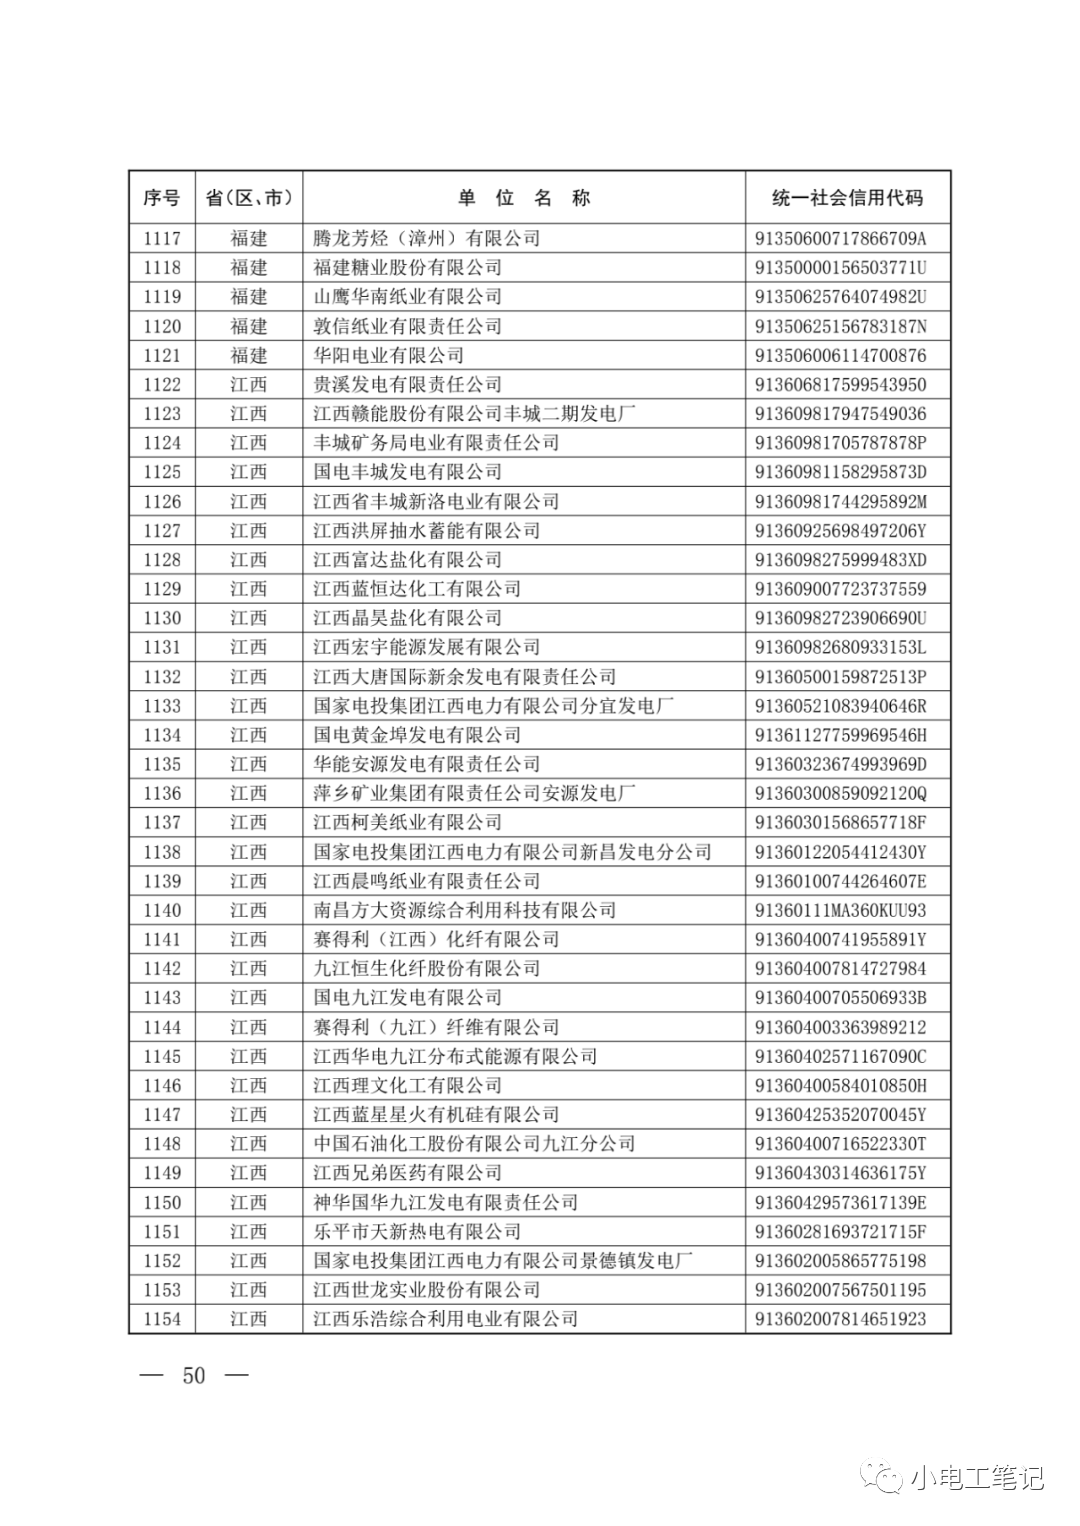 序号 省（区、市） 单位名称 统一社会信用代码
1117 福建 腾龙芳烃（漳州）有限公司 91350600717866709A
1118 福建 福建糖业股份有限公司 91350000156503771U
1119 福建 山鹰华南纸业有限公司 91350625764074982U
1120 福建 敦信纸业有限责任公司 91350625156783187N
1121 福建 华阳电业有限公司 913506006114700876
1122 江西 贵溪发电有限责任公司 913606817599543950
1123 江西 江西赣能股份有限公司丰城二期发电厂 913609817947549036
1124 江西 丰城矿务局电业有限责任公司 91360981705787878P
1125 江西 国电丰城发电有限公司 91360981158295873D
1126 江西 江西省丰城新洛电业有限公司 91360981744295892M
1127 江西 江西洪屏抽水蓄能有限公司 91360925698497206Y
1128 江西 江西富达盐化有限公司 9136098275999483XD
1129 江西 江西蓝恒达化工有限公司 913609007723737559
1130 江西 江西晶昊盐化有限公司 91360982723906690U
1131 江西 江西宏宇能源发展有限公司 91360982680933153L
1132 江西 江西大唐国际新余发电有限责任公司 91360500159872513P
1133 江西 国家电投集团江西电力有限公司分宜发电厂 91360521083940646R
1134 江西 国电黄金埠发电有限公司 91361127759969546H
1135 江西 华能安源发电有限责任公司 91360323674993969D
1136 江西 萍乡矿业集团有限责任公司安源发电厂 91360300859092120Q
1137 江西 江西柯美纸业有限公司 91360301568657718F
1138 江西 国家电投集团江西电力有限公司新昌发电分公司 91360122054412430Y
1139 江西 江西晨鸣纸业有限责任公司 91360100744264607E
1140 江西 南昌方大资源综合利用科技有限公司 91360111MA360KUU93
1141 江西 赛得利（江西）化纤有限公司 91360400741955891Y
1142 江西 九江恒生化纤股份有限公司 913604007814727984
1143 江西 国电九江发电有限公司 91360400705506933B
1144 江西 赛得利（九江）纤维有限公司 913604003363989212
1145 江西 江西华电九江分布式能源有限公司 91360402571167090C
1146 江西 江西理文化工有限公司 91360400584010850H
1147 江西 江西蓝星星火有机硅有限公司 91360425352070045Y
1148 江西 中国石油化工股份有限公司九江分公司 91360400716522330T
1149 江西 江西兄弟医药有限公司 91360430314636175Y
1150 江西 神华国华九江发电有限责任公司 91360429573617139E
1151 江西 乐平市天新热电有限公司 91360281693721715F
1152 江西 国家电投集团江西电力有限公司景德镇发电厂 913602005865775198
1153 江西 江西世龙实业股份有限公司 913602007567501195
1154 江西 江西乐浩综合利用电业有限公司 913602007814651923
— 50 —
小电工笔记